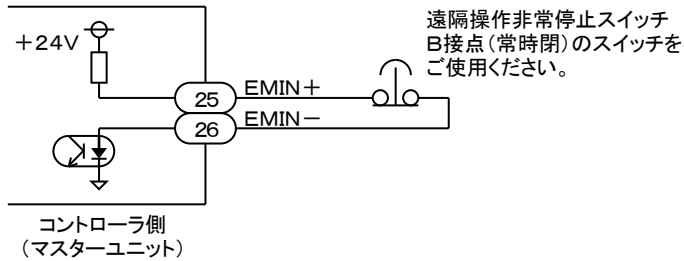 遠隔操作非常停止スイッチ
B接点(常時閉)のスイッチを
ご使用ください。
+24V
25
EMIN+
26
EMIN-
コントローラ側
(マスターユニット)